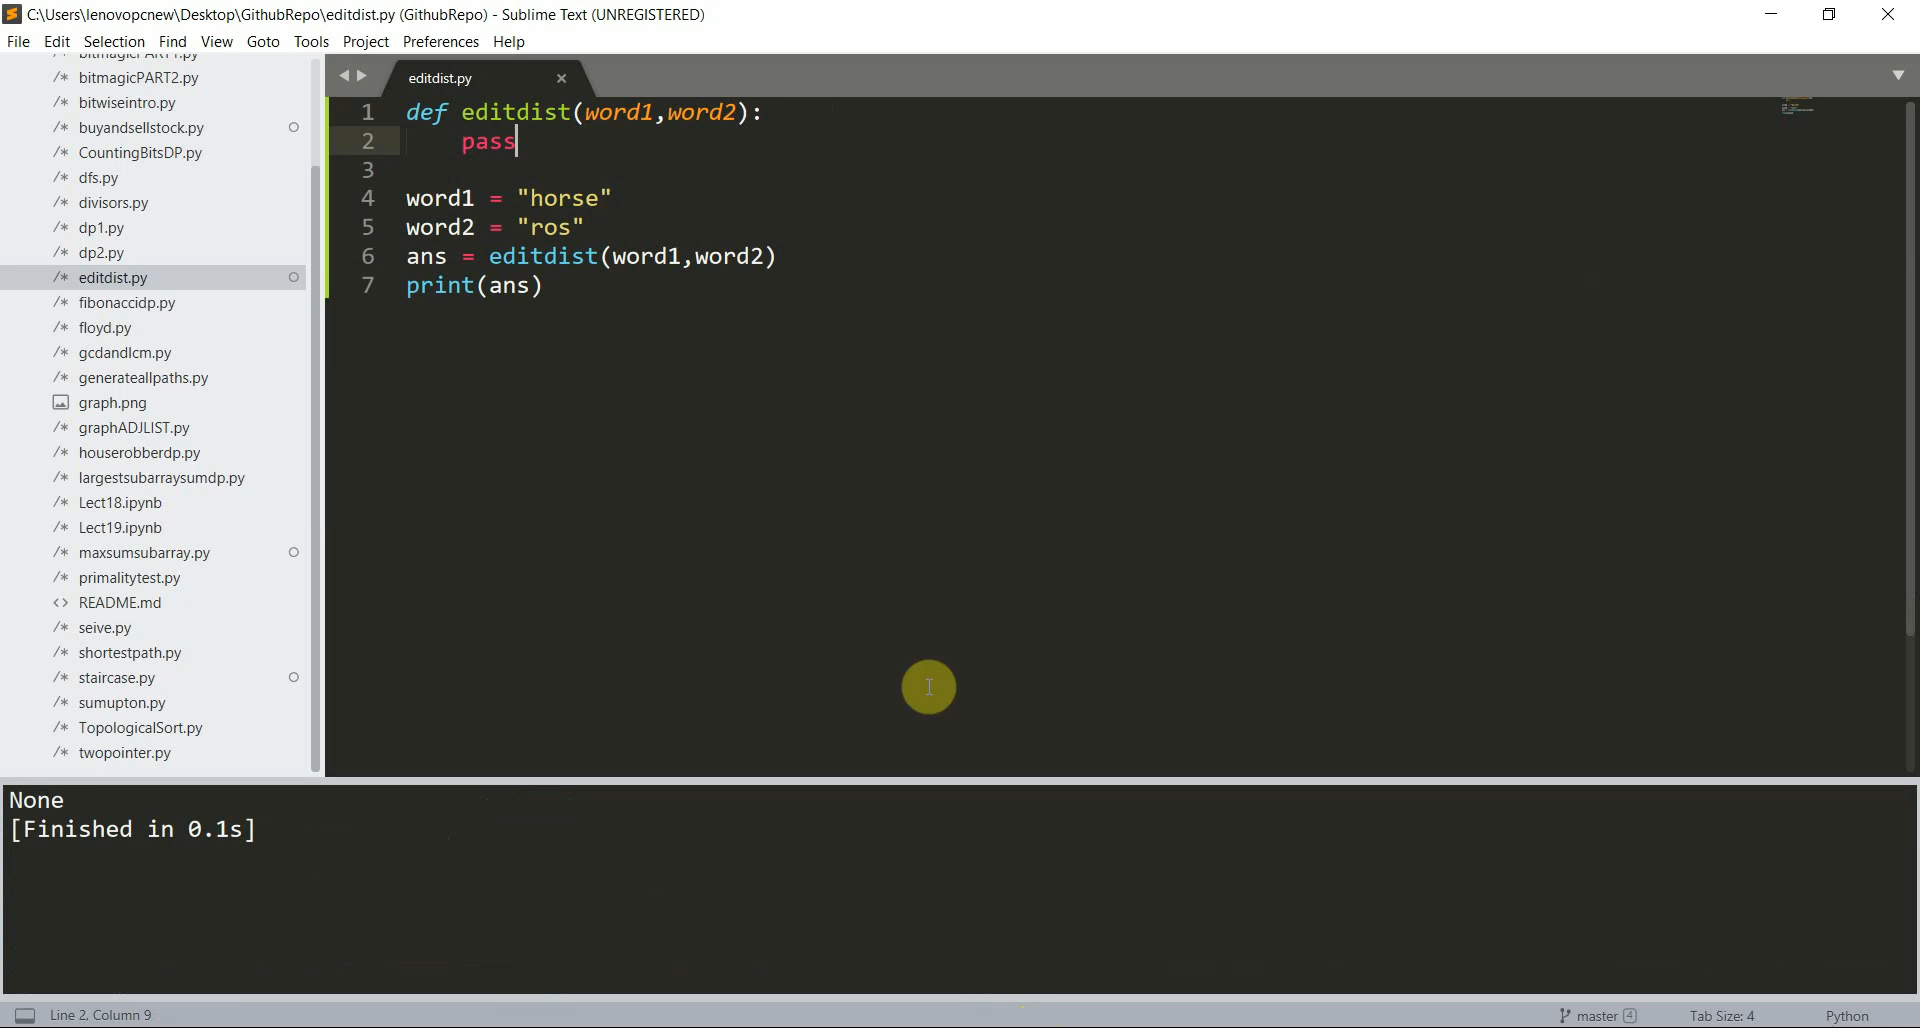 C:\Users\lenovopcnew\Desktop\GithubRepo\editdist.py (GithubRepo) - Sublime Text (UNREGISTERED)
File Edit Selection Find View Goto Tools Project Preferences Help
/* bitmagicPART1.py
/* bitmagicPART2.py
/* bitwiseintro.py
/* buyandsellstock.py
/* CountingBitsDP.py
/* dfs.py
/* divisors.py
/* dp1.py
/* dp2.py
/* editdist.py
/* fibonaccidp.py
/* floyd.py
/* gcdandlcm.py
/* generateallpaths.py
graph.png
/* graphADJLIST.py
/* houserobberdp.py
/* largestsubarraysumdp.py
/* Lect18.ipynb
/* Lect19.ipynb
/* maxsumsubarray.py
/* primalitytest.py
<> README.md
/* seive.py
/* shortestpath.py
/* staircase.py
/* sumupton.py
/* TopologicalSort.py
/* twopointer.py
editdist.py
1 def editdist(word1,word2):
2     pass
3
4 word1 = "horse"
5 word2 = "ros"
6 ans = editdist(word1,word2)
7 print(ans)
None
[Finished in 0.1s]
Line 2, Column 9 master 4 Tab Size: 4 Python